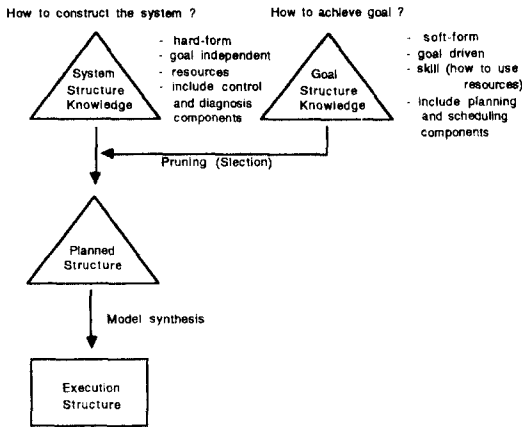 How to construct the system ?
How to achieve goal ?
System
Structure
Knowledge
- hard-form
- goal independent
- resources
- include control
and diagnosis
components
Goal
Structure
Knowledge
- soft-form
- goal driven
- skill (how to use
resources)
- include planning
and scheduling
components
Pruning (Slection)
Planned
Structure
Model synthesis
Execution
Structure